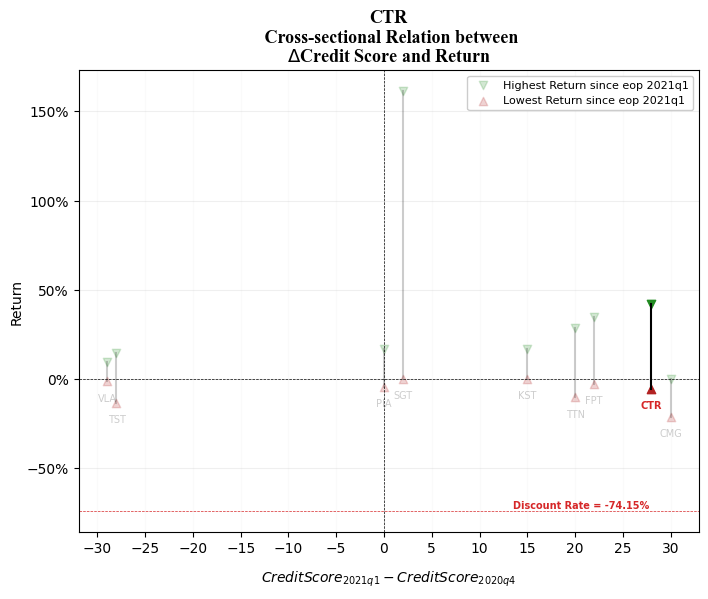 CTR
Cross-sectional Relation between
ΔCredit Score and Return
Highest Return since eop 2021q1
Lowest Return since eop 2021q1
150%
100%
50%
0%
−50%
Return
VLA
TST
PIA
SGT
KST
TTN
FPT
CTR
CMG
Discount Rate = -74.15%
−30 −25 −20 −15 −10 −5 0 5 10 15 20 25 30
CreditScore2021q1 − CreditScore2020q4